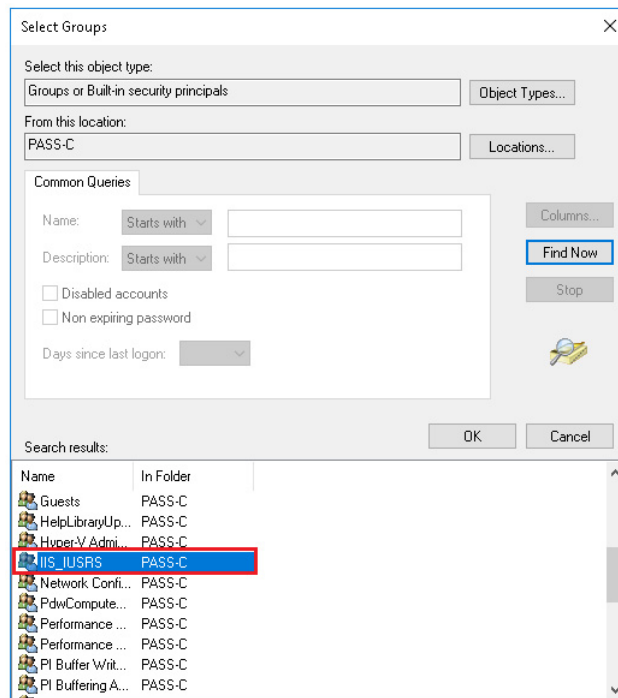 Select Groups
Select this object type:
Groups or Built-in security principals
Object Types...
From this location:
PASS-C
Locations...
Common Queries
Name: Starts with
Columns...
Description: Starts with
Find Now
Disabled accounts
Stop
Non expiring password
Days since last logon:
OK Cancel
Search results:
Name In Folder
Guests PASS-C
HelpLibraryUp... PASS-C
Hyper-V Admi... PASS-C
IIS_IUSRS PASS-C
Network Confi... PASS-C
PdwCompute... PASS-C
Performance ... PASS-C
Performance ... PASS-C
PI Buffer Writ... PASS-C
PI Buffering A... PASS-C